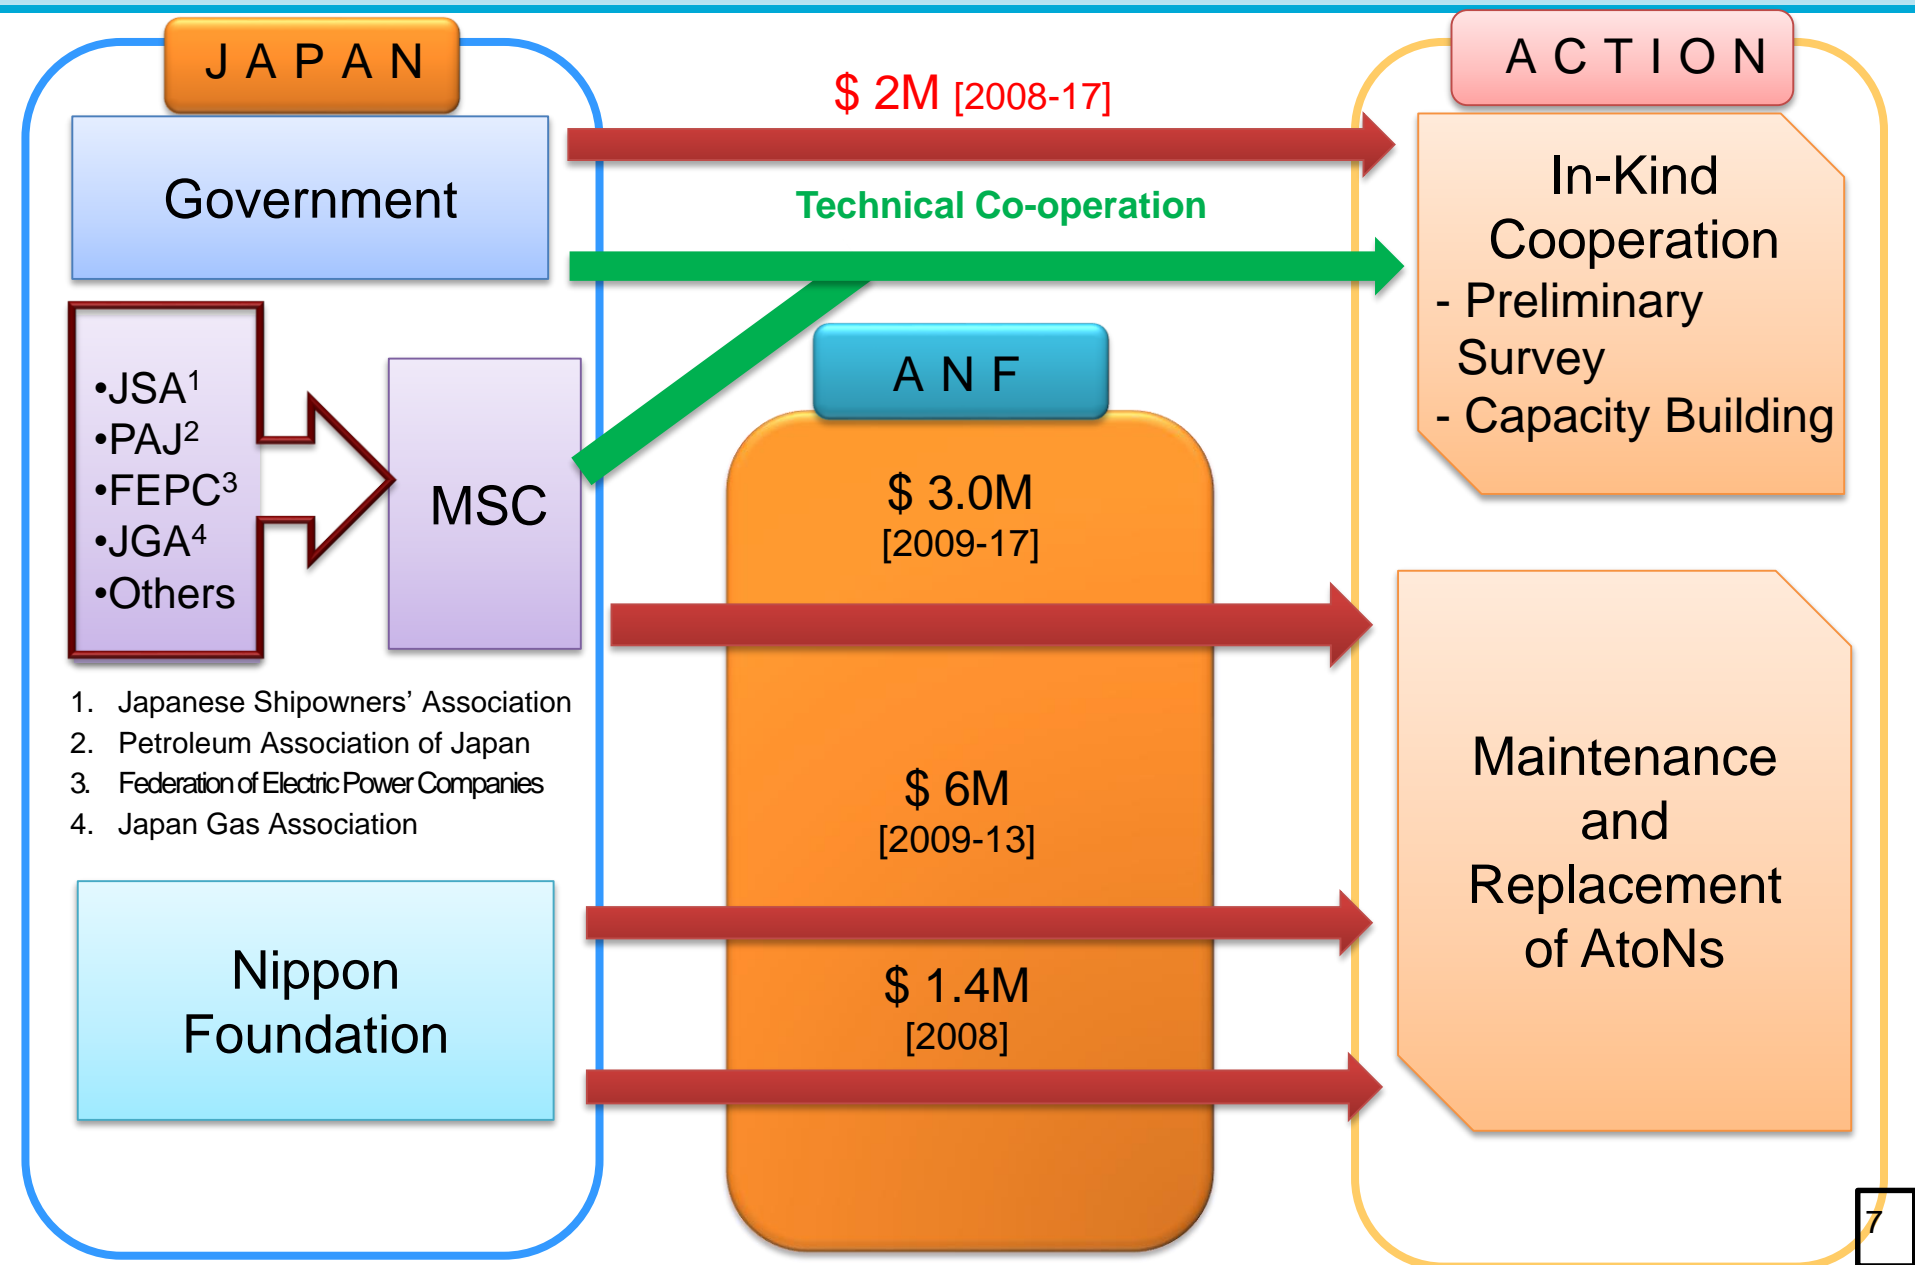 J A P A N
Government
•JSA1
•PAJ2
•FEPC3
•JGA4
•Others
MSC
1. Japanese Shipowners’ Association
2. Petroleum Association of Japan
3. Federation of Electric Power Companies
4. Japan Gas Association
Nippon
Foundation
$ 2M [2008-17]
Technical Co-operation
A N F
$ 3.0M
[2009-17]
$ 6M
[2009-13]
$ 1.4M
[2008]
A C T I O N
In-Kind
Cooperation
- Preliminary
Survey
- Capacity Building
Maintenance
and
Replacement
of AtoNs
7